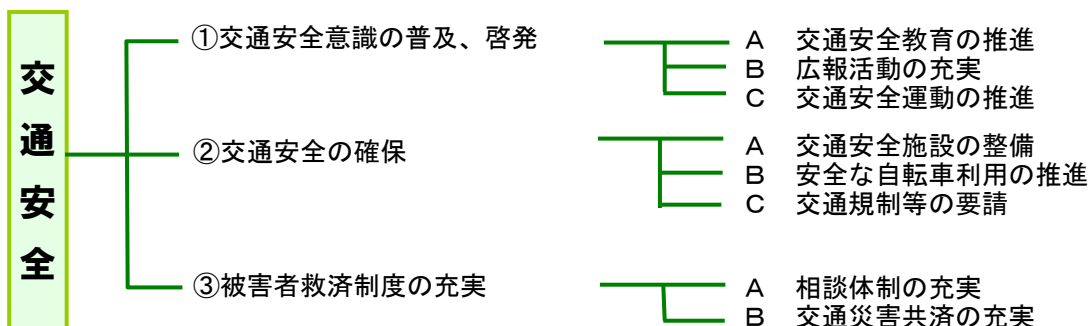 交通安全
①交通安全意識の普及、啓発
A 交通安全教育の推進
B 広報活動の充実
C 交通安全運動の推進
②交通安全の確保
A 交通安全施設の整備
B 安全な自転車利用の推進
C 交通規制等の要請
③被害者救済制度の充実
A 相談体制の充実
B 交通災害共済の充実